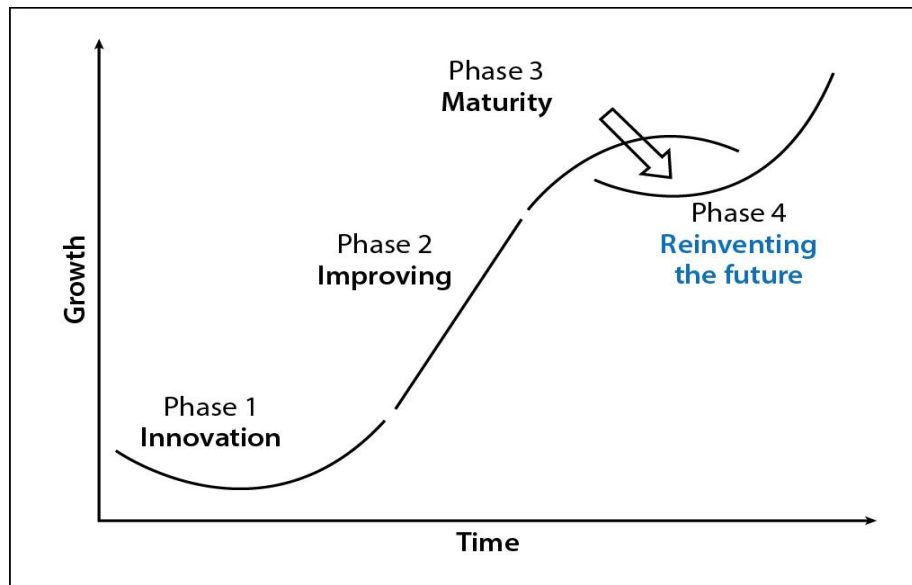 Phase 3
Maturity
Phase 4
Reinventing
the future
Phase 2
Improving
Growth
Phase 1
Innovation
Time